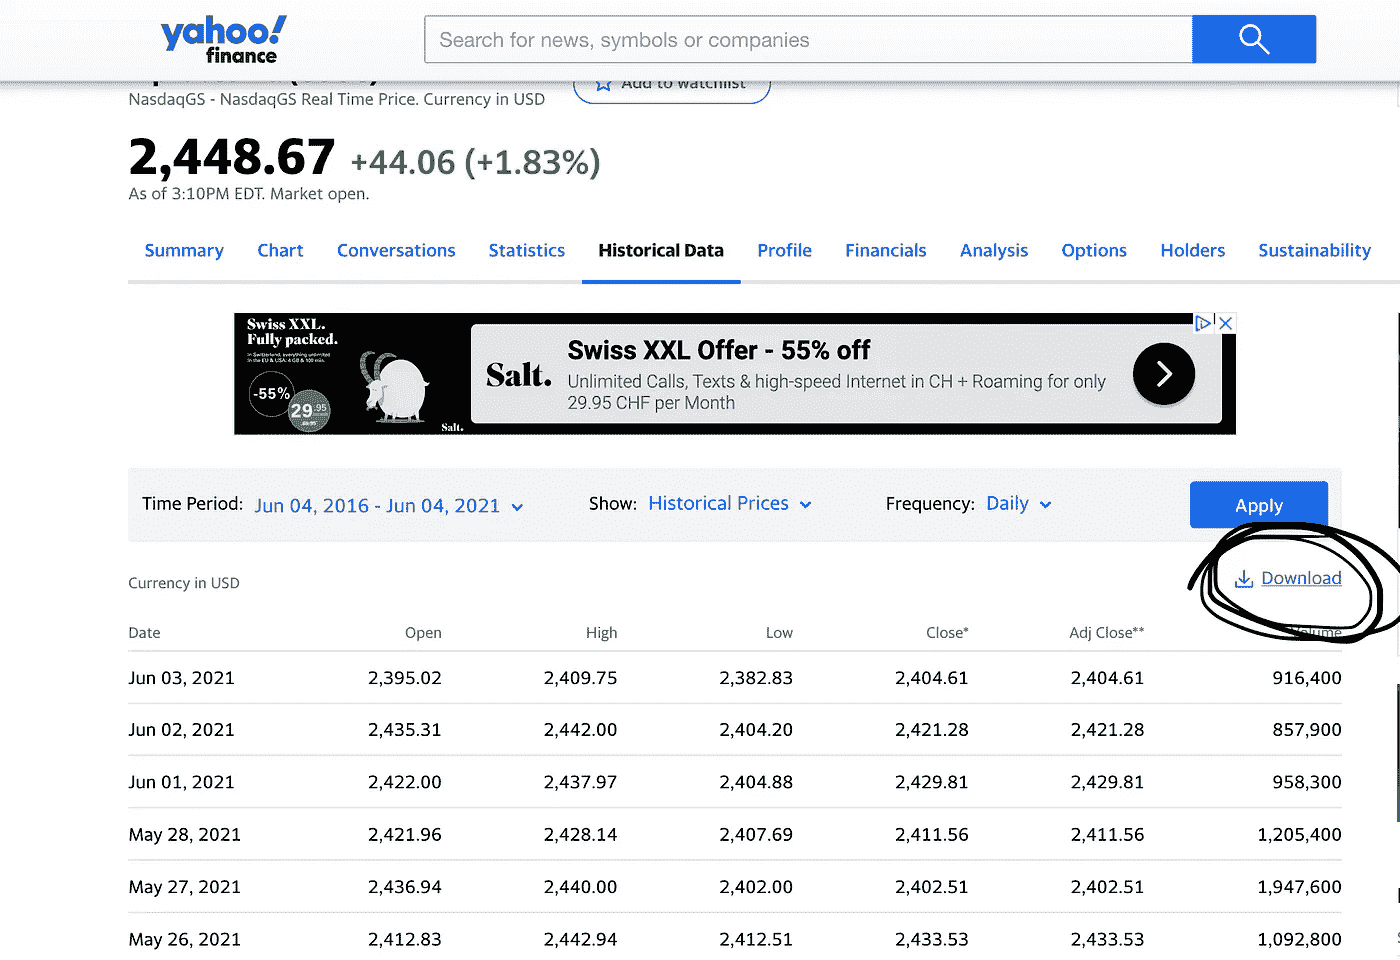 yahoo!
finance
Search for news, symbols or companies
Add to watchlist
NasdaqGS - NasdaqGS Real Time Price. Currency in USD
2,448.67 +44.06 (+1.83%)
As of 3:10PM EDT. Market open.
Summary Chart Conversations Statistics Historical Data Profile Financials Analysis Options Holders Sustainability
Swiss XXL.
Fully packed.
In Switzerland, everything unlimited
in the EU & USA: 4 GB & 100 min.
-55%
29.95
Salt.
Salt.
Swiss XXL Offer - 55% off
Unlimited Calls, Texts & high-speed Internet in CH + Roaming for only
29.95 CHF per Month
Time Period: Jun 04, 2016 - Jun 04, 2021 Show: Historical Prices Frequency: Daily Apply
Currency in USD Download
Date Open High Low Close* Adj Close** Volume
Jun 03, 2021 2,395.02 2,409.75 2,382.83 2,404.61 2,404.61 916,400
Jun 02, 2021 2,435.31 2,442.00 2,404.20 2,421.28 2,421.28 857,900
Jun 01, 2021 2,422.00 2,437.97 2,404.88 2,429.81 2,429.81 958,300
May 28, 2021 2,421.96 2,428.14 2,407.69 2,411.56 2,411.56 1,205,400
May 27, 2021 2,436.94 2,440.00 2,402.00 2,402.51 2,402.51 1,947,600
May 26, 2021 2,412.83 2,442.94 2,412.51 2,433.53 2,433.53 1,092,800